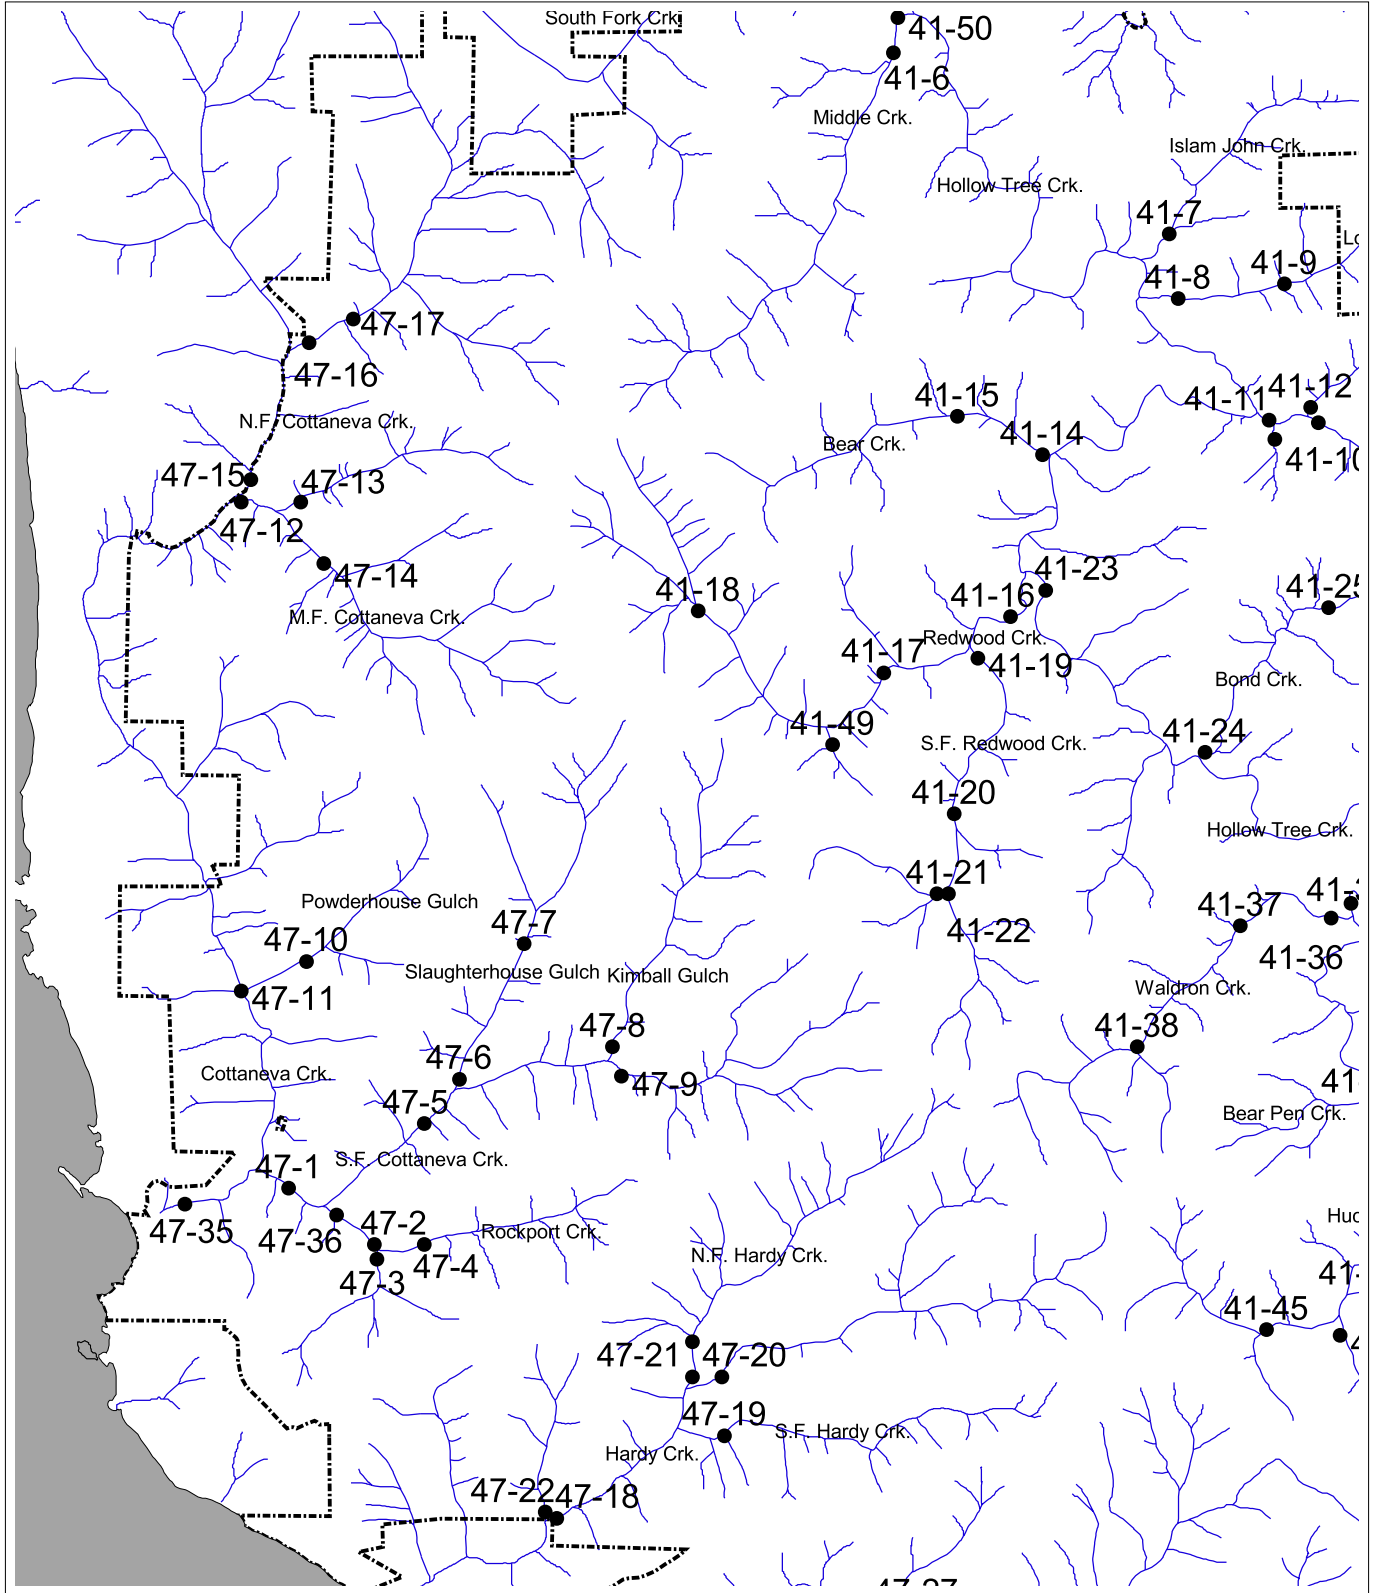 South Fork Crk.
41-50
41-6
Middle Crk.
Islam John Crk.
Hollow Tree Crk.
41-7
41-8
41-9
47-17
47-16
41-15
41-14
41-11
41-12
N.F. Cottaneva Crk.
Bear Crk.
47-15
47-13
47-12
47-14
M.F. Cottaneva Crk.
41-18
41-23
41-16
Redwood Crk.
41-17
41-19
Bond Crk.
41-49
S.F. Redwood Crk.
41-24
41-20
Hollow Tree Crk.
41-21
41-22
41-37
41-36
Powderhouse Gulch
47-7
47-10
Slaughterhouse Gulch
Kimball Gulch
47-11
Waldron Crk.
41-38
47-8
47-6
47-9
Cottaneva Crk.
47-5
Bear Pen Crk.
S.F. Cottaneva Crk.
47-1
47-35
47-36
47-2
47-4
47-3
Rockport Crk.
N.F. Hardy Crk.
41-45
47-21
47-20
47-19
S.F. Hardy Crk.
Hardy Crk.
47-22
47-18